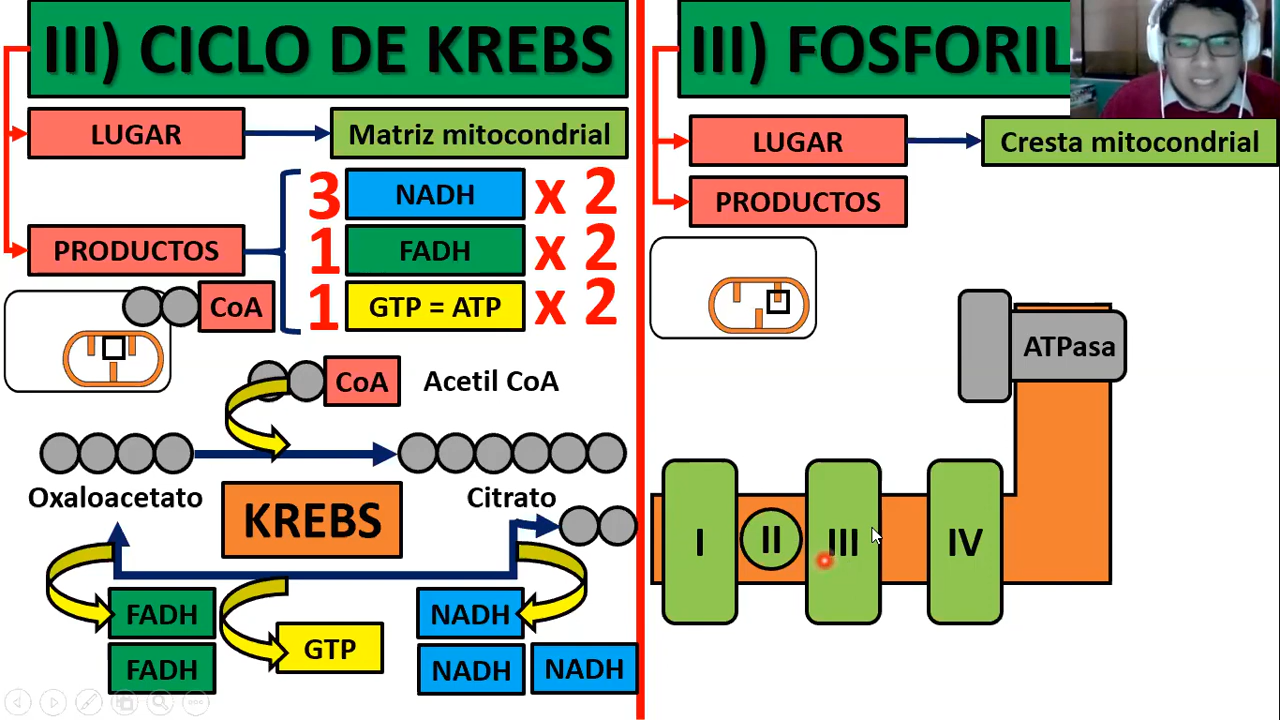 III) CICLO DE KREBS
LUGAR
Matriz mitocondrial
PRODUCTOS
3 NADH x 2
1 FADH x 2
1 GTP = ATP x 2
CoA
CoA Acetil CoA
Oxaloacetato
Citrato
KREBS
FADH
FADH
GTP
NADH
NADH NADH
III) FOSFORIL
LUGAR
Cresta mitocondrial
PRODUCTOS
ATPasa
I II III IV